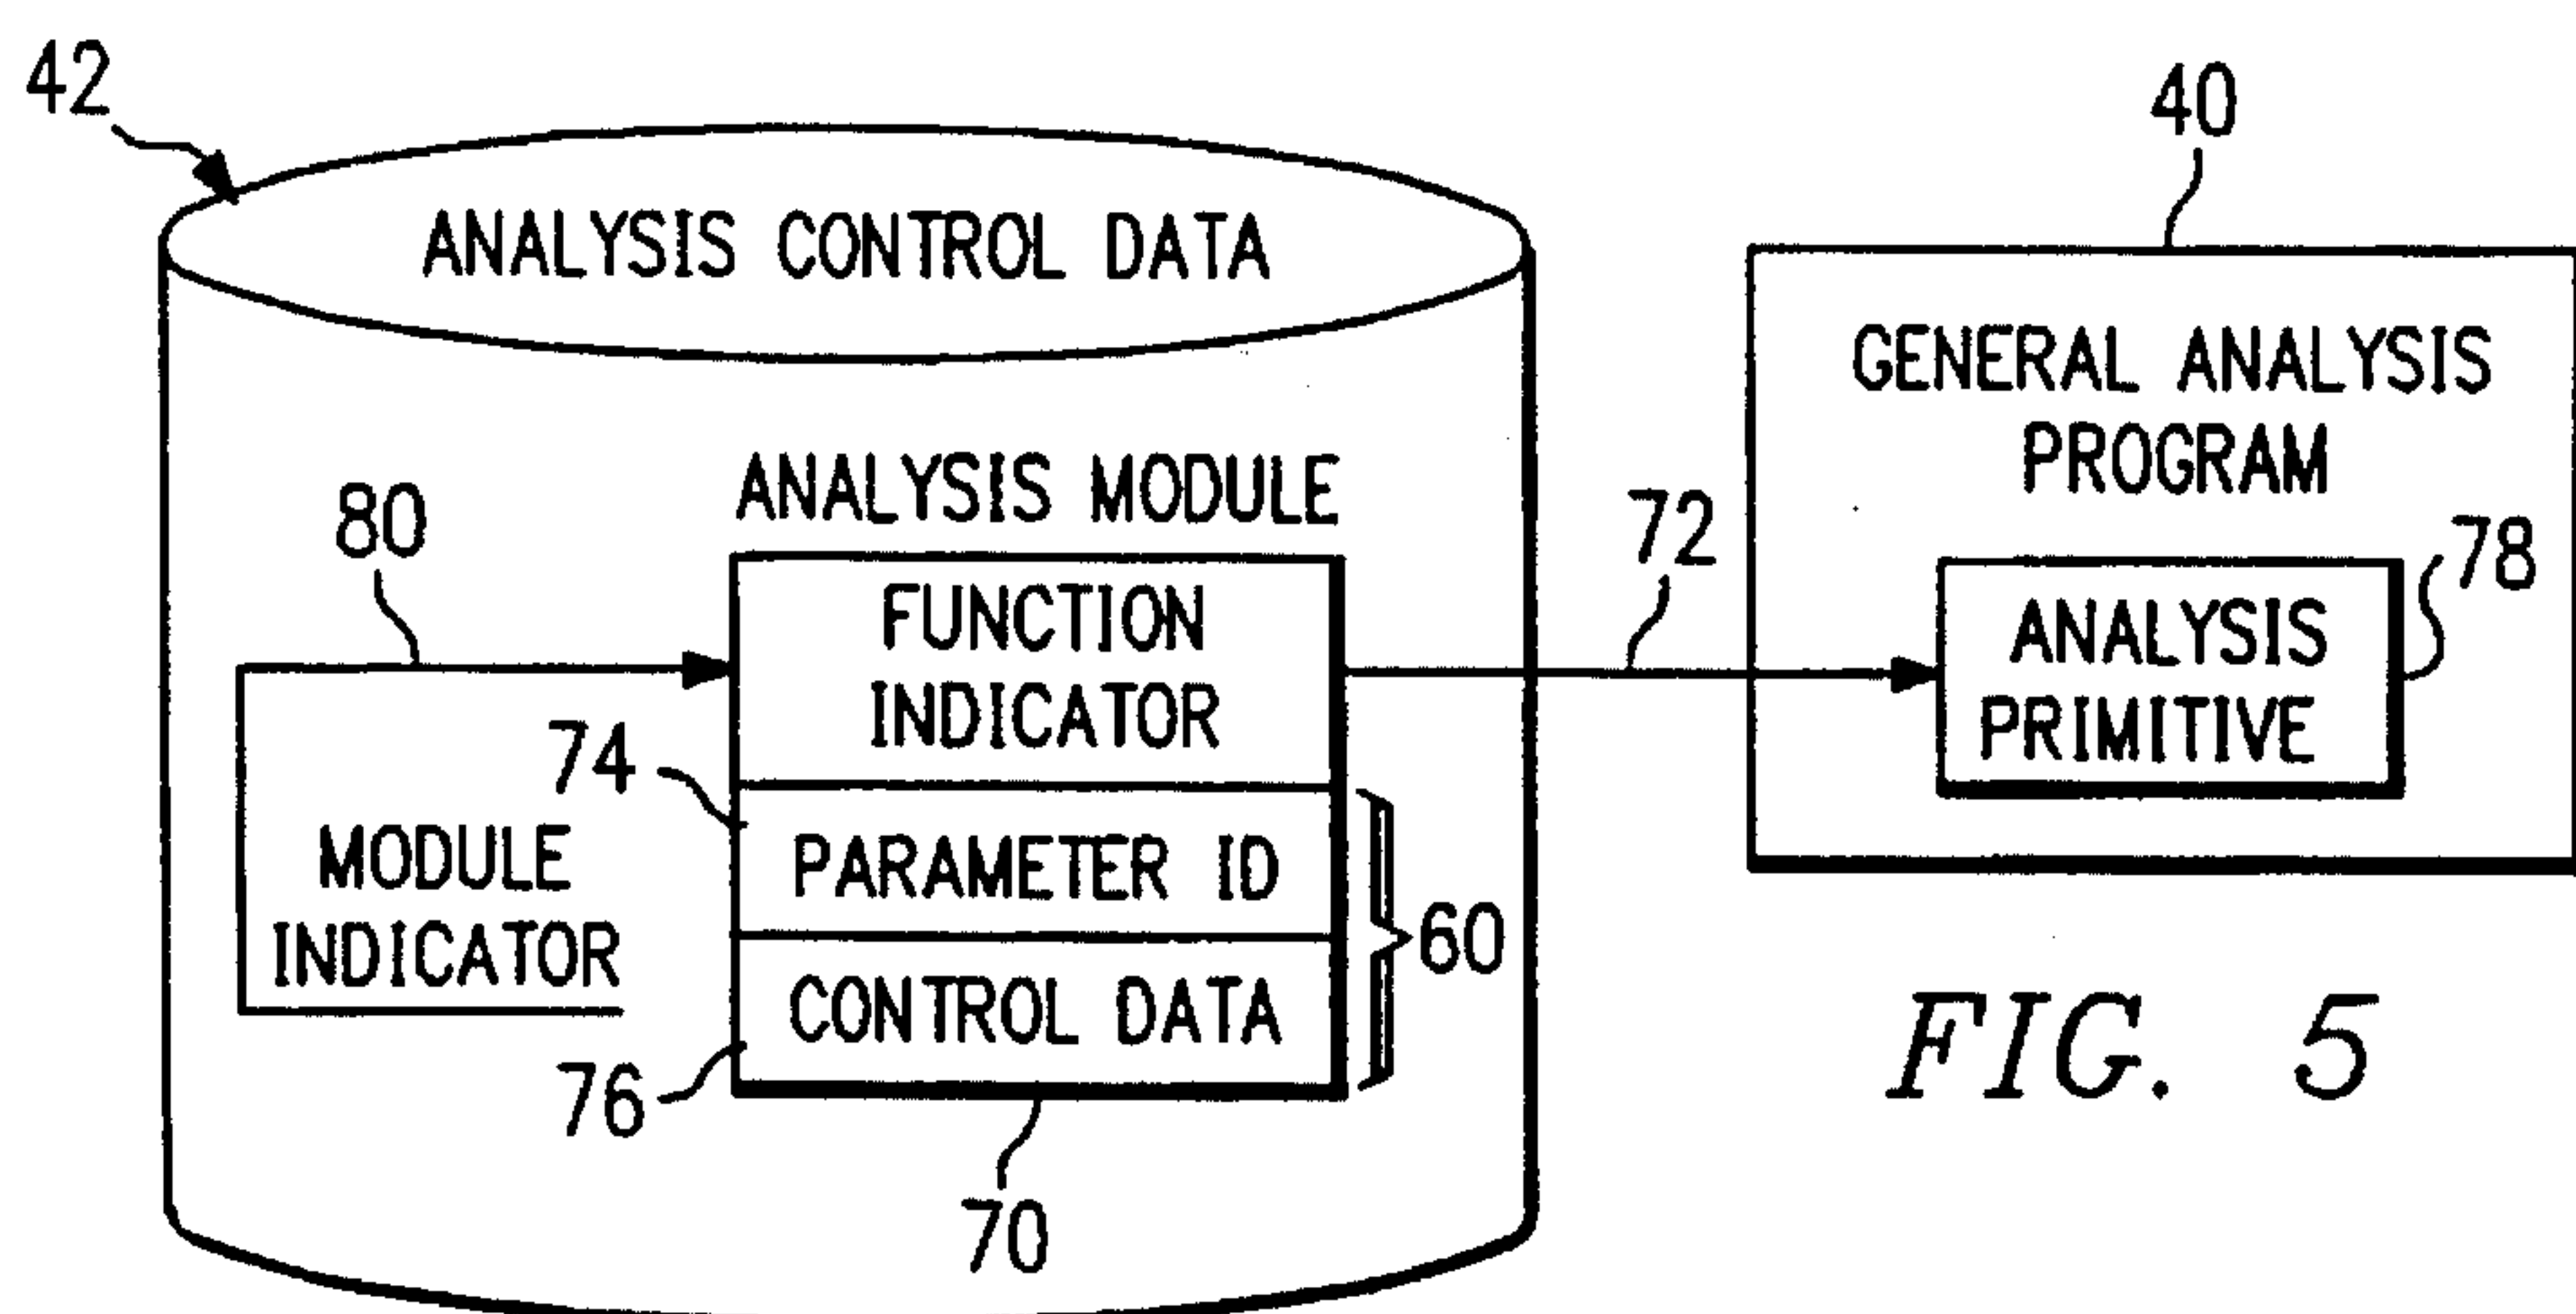 42
ANALYSIS CONTROL DATA
40
GENERAL ANALYSIS
PROGRAM
ANALYSIS MODULE
80
FUNCTION
INDICATOR
72
78
ANALYSIS
PRIMITIVE
74
MODULE
INDICATOR
PARAMETER ID
60
CONTROL DATA
76
70
FIG. 5